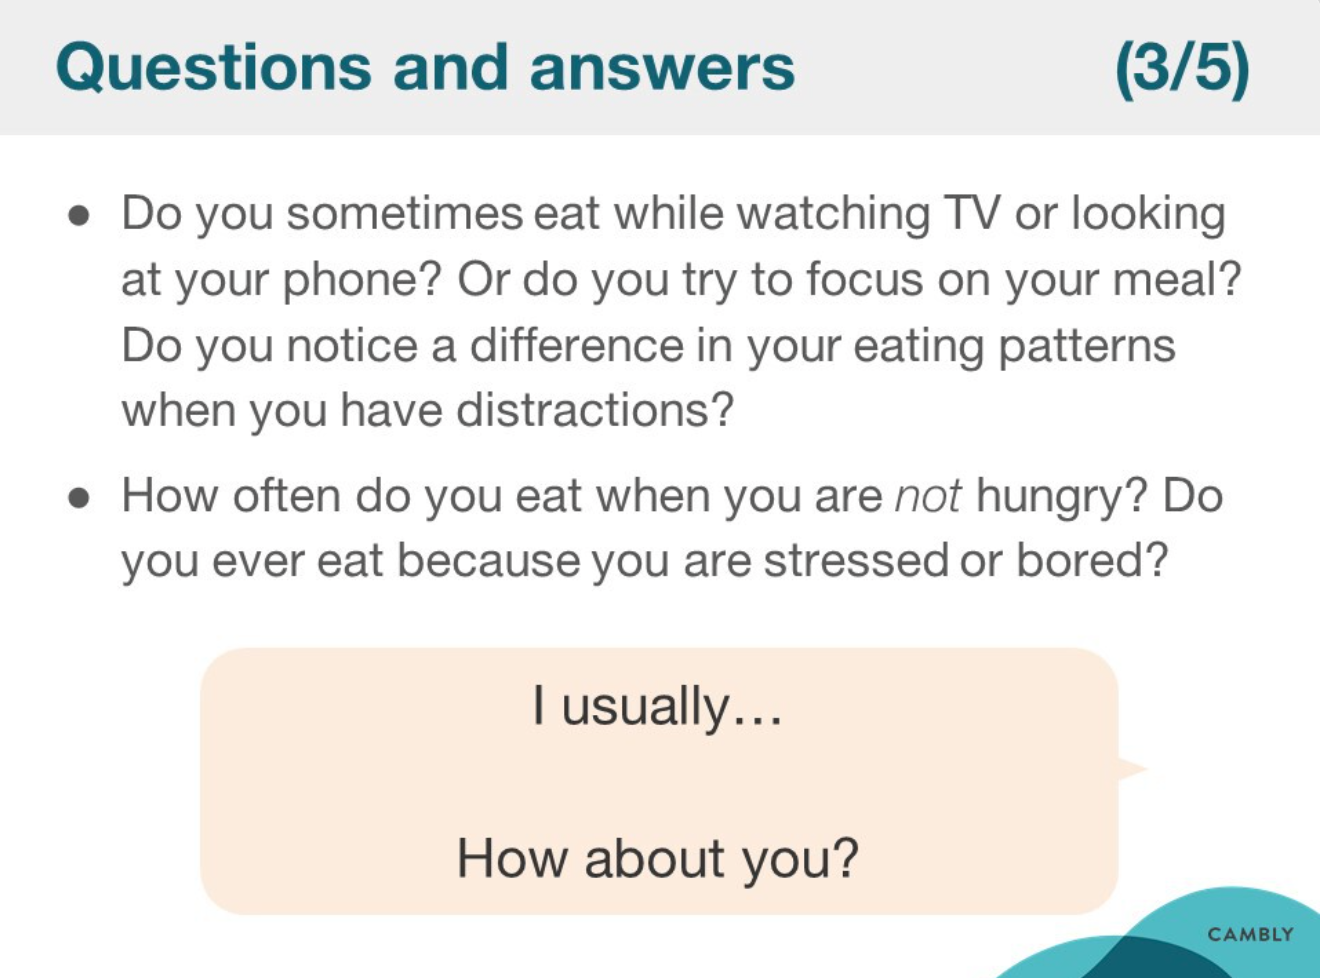 Questions and answers (3/5)
● Do you sometimes eat while watching TV or looking
at your phone? Or do you try to focus on your meal?
Do you notice a difference in your eating patterns
when you have distractions?
● How often do you eat when you are not hungry? Do
you ever eat because you are stressed or bored?
I usually…
How about you?
CAMBLY